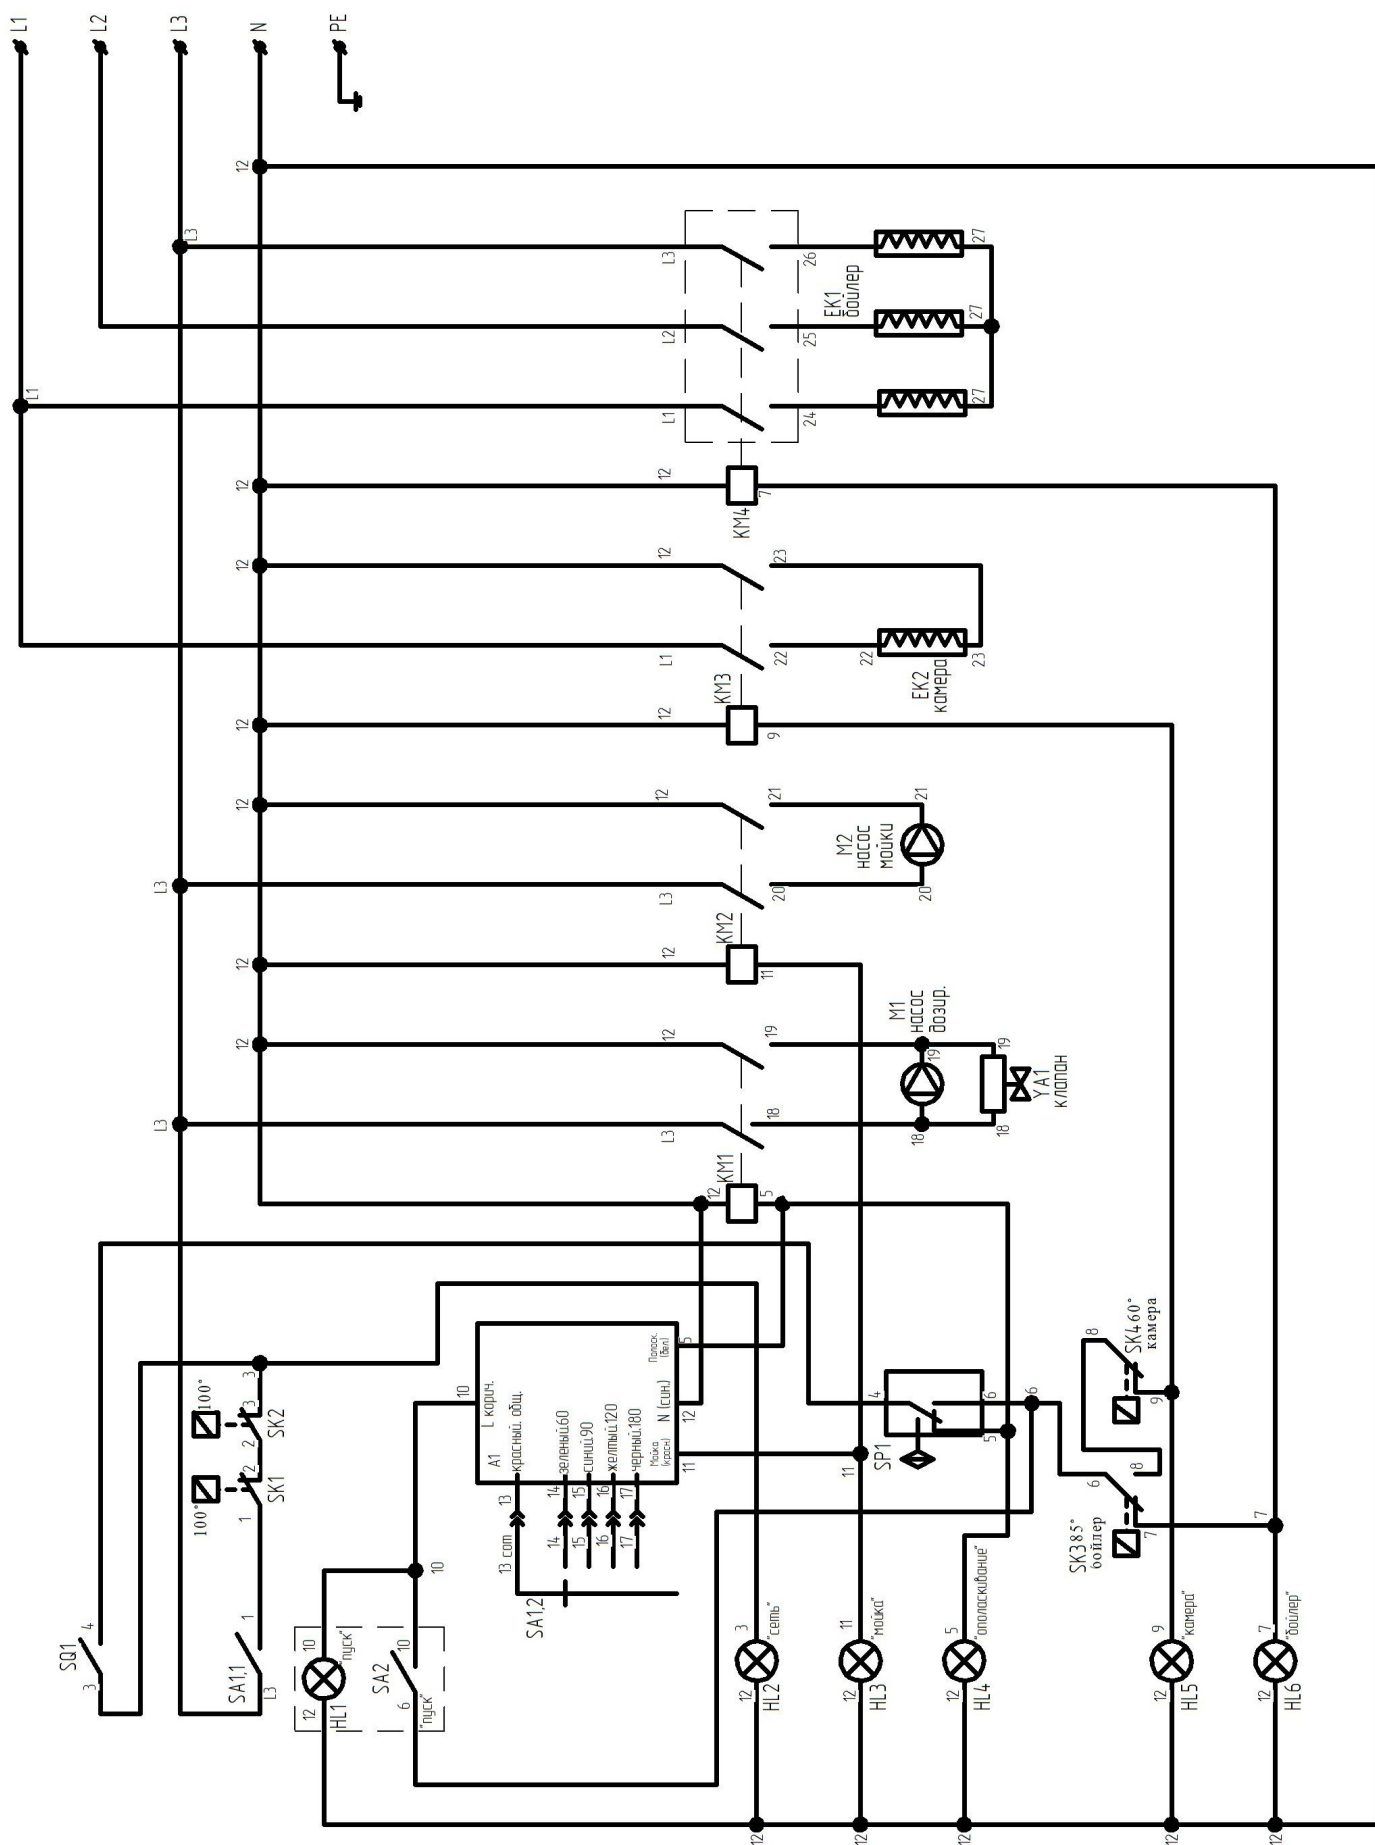 L1
L1
L2
SQ1
3
4
L3
L3
L3
L3
L3
100°
100°
SA1,1
L3
1
1
SK1
2
2
SK2
3
3
N
12
12
12
12
12
12
12
12
PE
"пуск"
HL1
12
10
SA2
6
10
"пуск"
10
10
A1
L корич.
13 com
13
красный. общ.
SA1,2
14
14
зеленый.60
15
15
синий.90
16
16
желтый.120
17
17
черный.180
Мойка
(красн)
N (син.)
Полоск.
(бел)
11
12
5
L3
12
L3
12
L1
12
12
12
12
L1
L2
L3
12
KM1
5
KM2
11
KM3
9
KM4
7
18
19
20
21
22
23
24
25
26
HL2
12
3
"сеть"
12
M2
насос
мойки
EK1
бойлер
HL3
12
11
"мойка"
12
11
SP1
4
5
6
6
M1
насос
дозир.
18
19
20
21
22
23
EK2
камера
27
27
27
HL4
12
5
"ополаскивание"
12
18
19
YA1
клапан
SK3 85°
бойлер
6
7
8
8
SK4 60°
камера
9
HL5
12
9
"камера"
12
HL6
12
7
"бойлер"
12
7